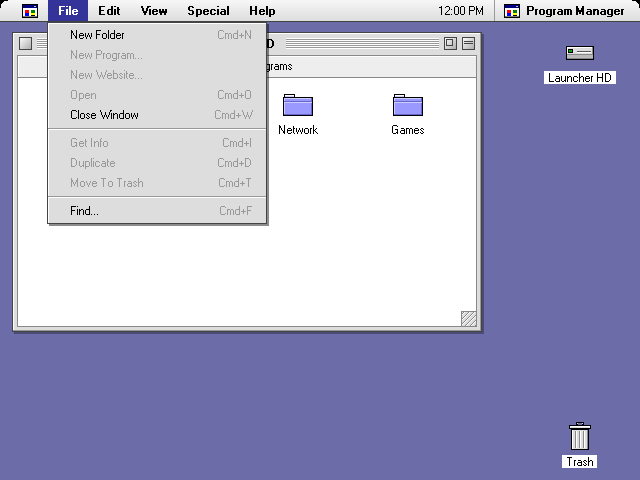 File Edit View Special Help 12:00 PM Program Manager
New Folder Cmd+N
New Program... 
New Website...
Open Cmd+O
Close Window Cmd+W
Get Info Cmd+I
Duplicate Cmd+D
Move To Trash Cmd+T
Find... Cmd+F
Network
Games
Launcher HD
Trash